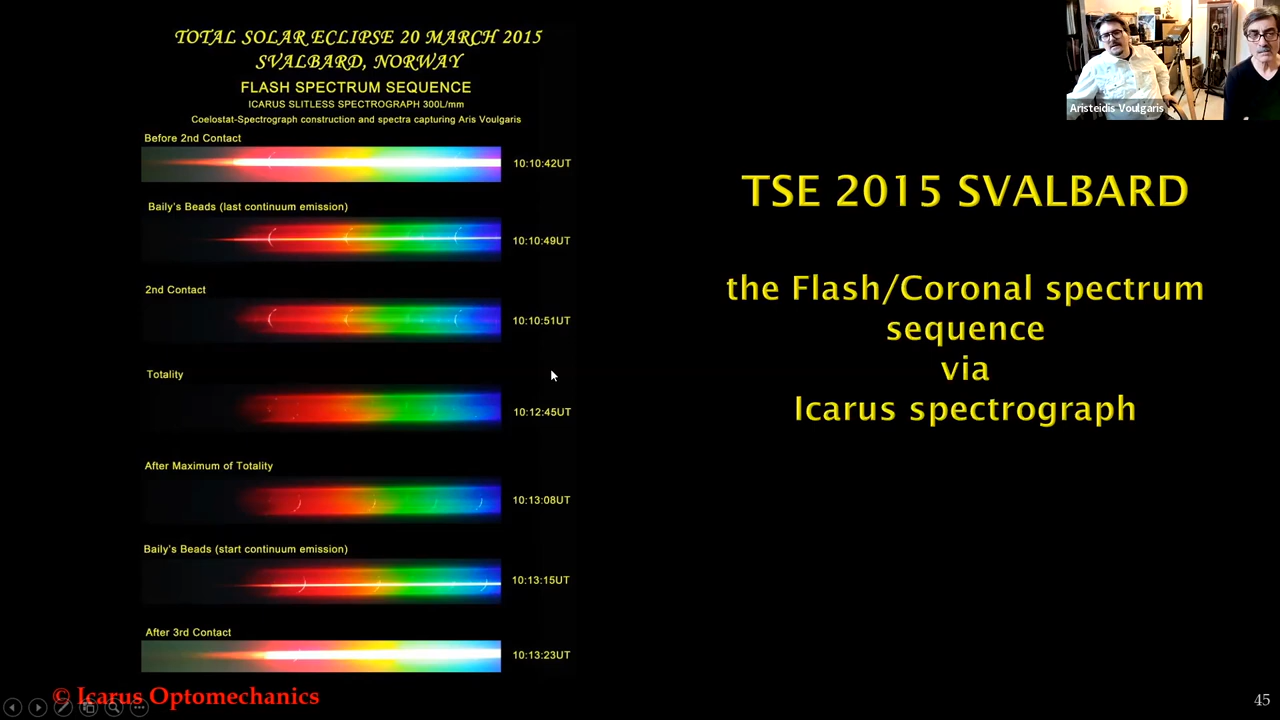 TOTAL SOLAR ECLIPSE 20 MARCH 2015
SVALBARD, NORWAY
FLASH SPECTRUM SEQUENCE
ICARUS SLITLESS SPECTROGRAPH 300L/mm
Coelostat-Spectrograph construction and spectra capturing Aris Voulgaris
Before 2nd Contact
10:10:42UT
Baily's Beads (last continuum emission)
10:10:49UT
2nd Contact
10:10:51UT
Totality
10:12:45UT
After Maximum of Totality
10:13:08UT
Baily's Beads (start continuum emission)
10:13:15UT
After 3rd Contact
10:13:23UT
© Icarus Optomechanics
Aristeidis Voulgaris
TSE 2015 SVALBARD
the Flash/Coronal spectrum
sequence
via
Icarus spectrograph
45